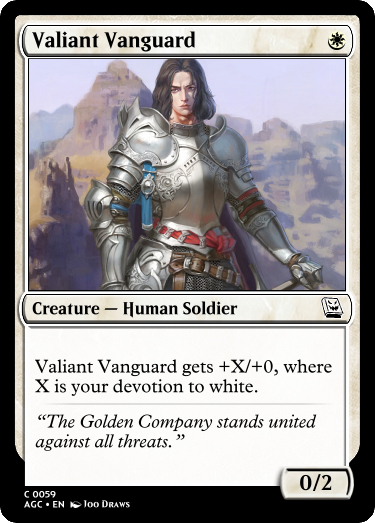 Valiant Vanguard
Creature — Human Soldier
Valiant Vanguard gets +X/+0, where
X is your devotion to white.
“The Golden Company stands united
against all threats.”
0/2
C 0059
AGC • EN Joo Draws